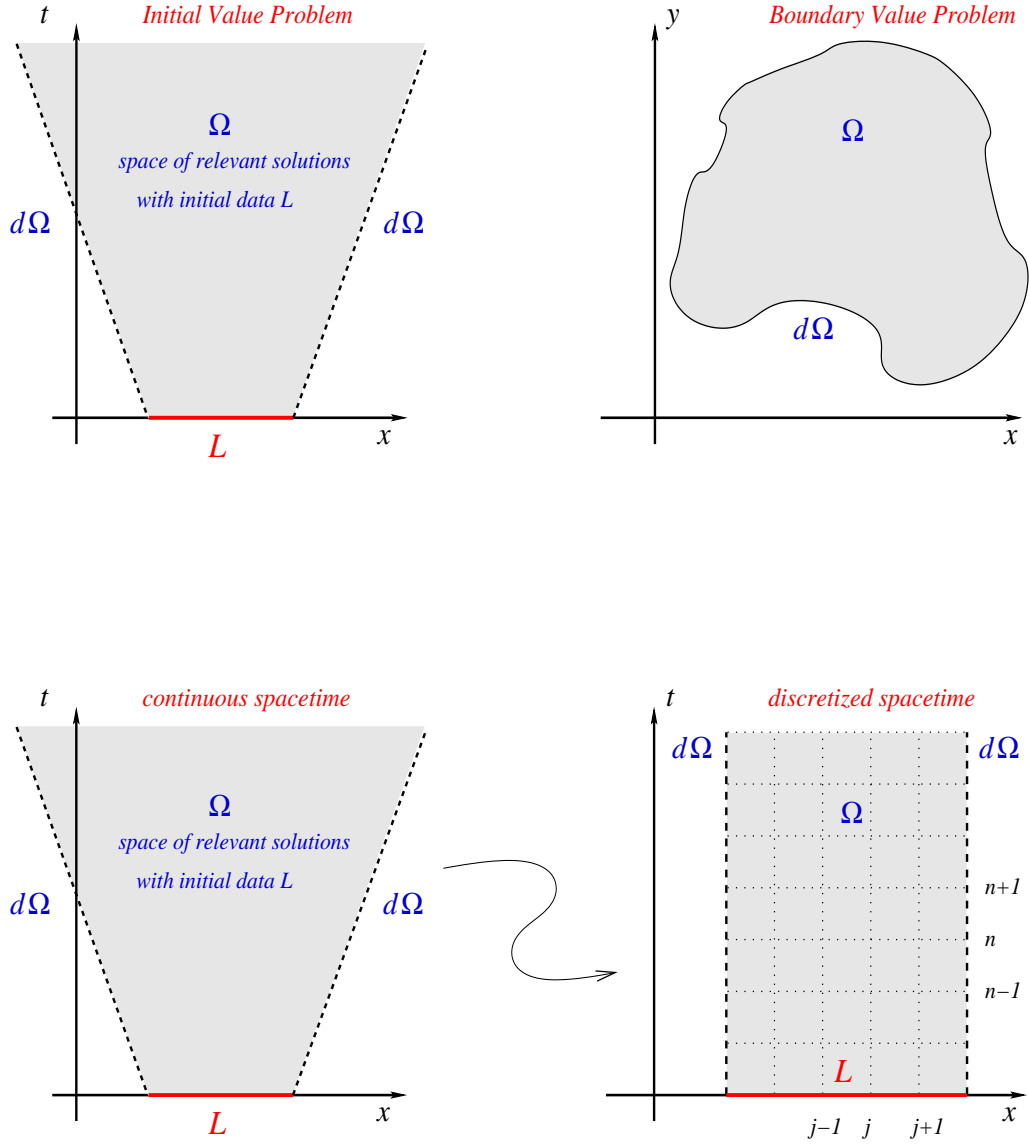 t
Initial Value Problem
Ω
space of relevant solutions
with initial data L
dΩ
dΩ
x
L
y
Boundary Value Problem
Ω
dΩ
x
t
continuous spacetime
Ω
space of relevant solutions
with initial data L
dΩ
dΩ
x
L
t
discretized spacetime
dΩ
dΩ
Ω
n+1
n
n−1
L
x
j−1 j j+1